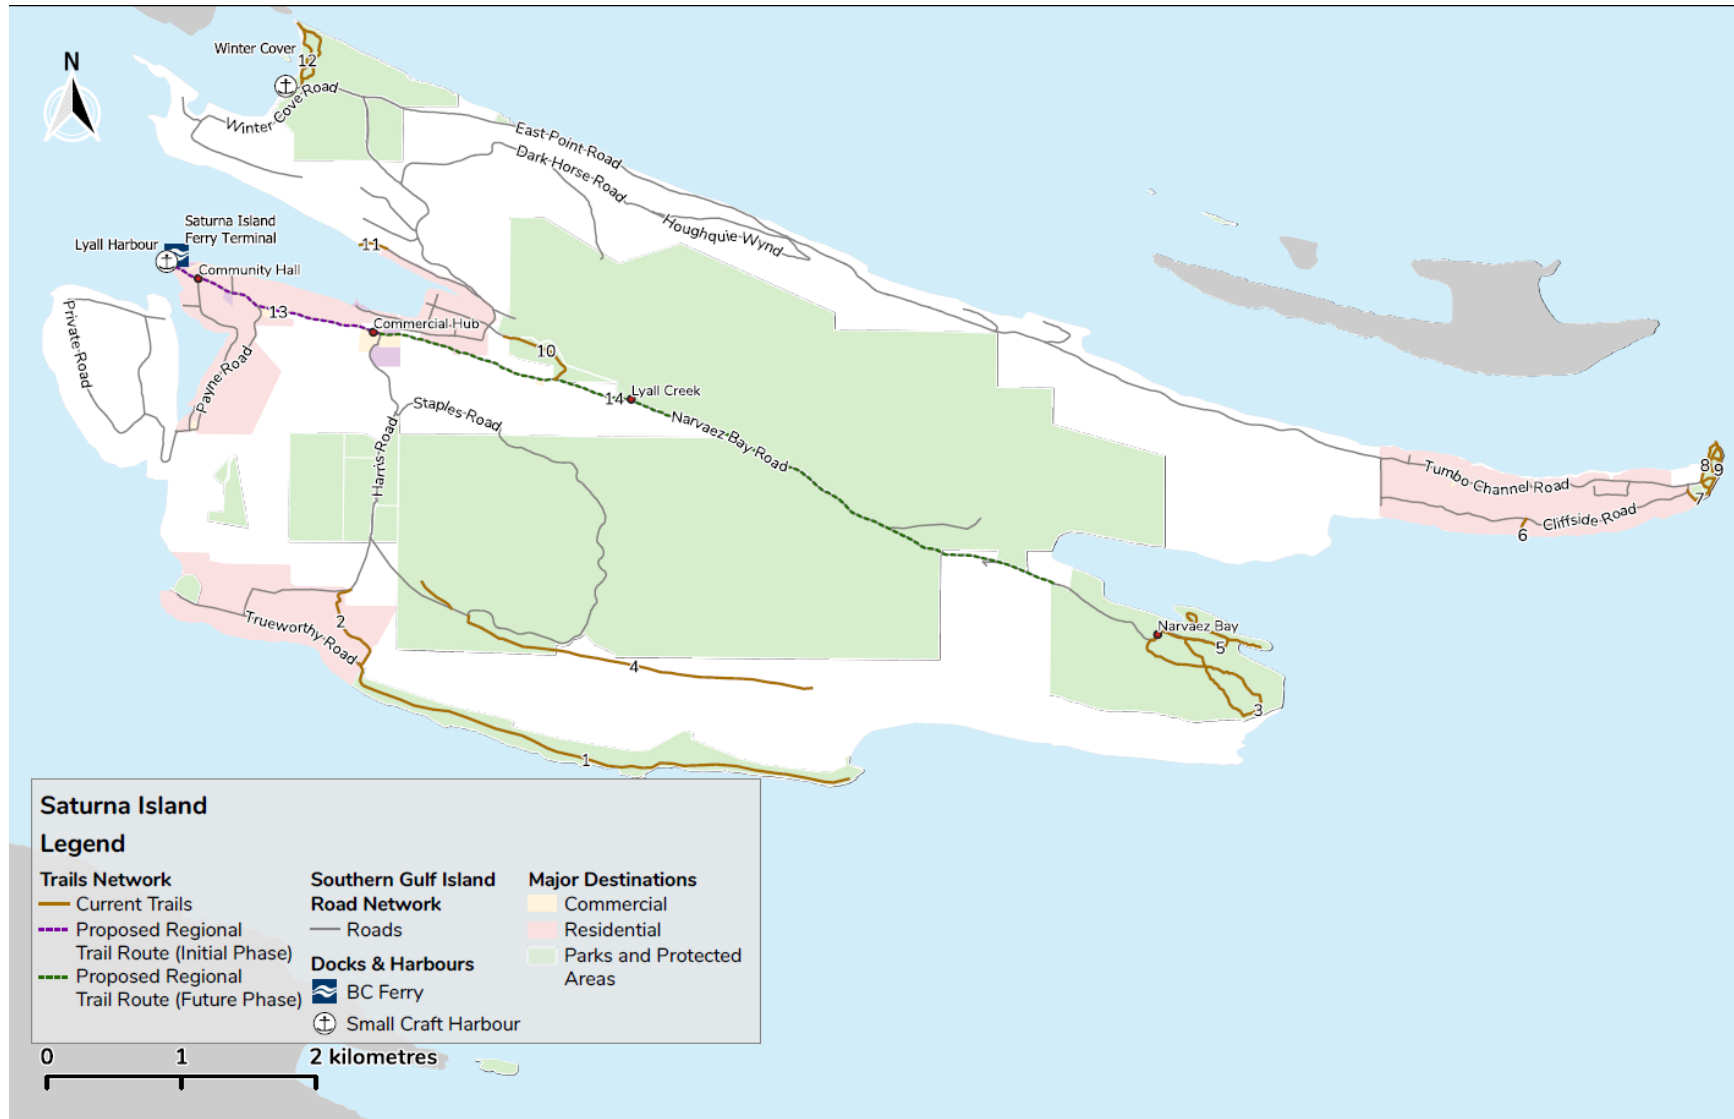 Winter Cover
12
N
Winter Cove Road
East Point Road
Dark Horse Road
Houghquie Wynd
Saturna Island
Ferry Terminal
Lyall Harbour
11
Community Hall
13
Commercial Hub
Private Road
Payne Road
10
14
Lyall Creek
Staples Road
Narvaez Bay Road
Harris Road
8
9
7
Tumbo Channel Road
Cliffside Road
6
2
Trueworthy Road
4
Narvaez Bay
5
3
1
Saturna Island
Legend
Trails Network
Current Trails
Proposed Regional
Trail Route (Initial Phase)
Proposed Regional
Trail Route (Future Phase)
Southern Gulf Island
Road Network
Roads
Docks & Harbours
BC Ferry
Small Craft Harbour
Major Destinations
Commercial
Residential
Parks and Protected
Areas
0 1 2 kilometres